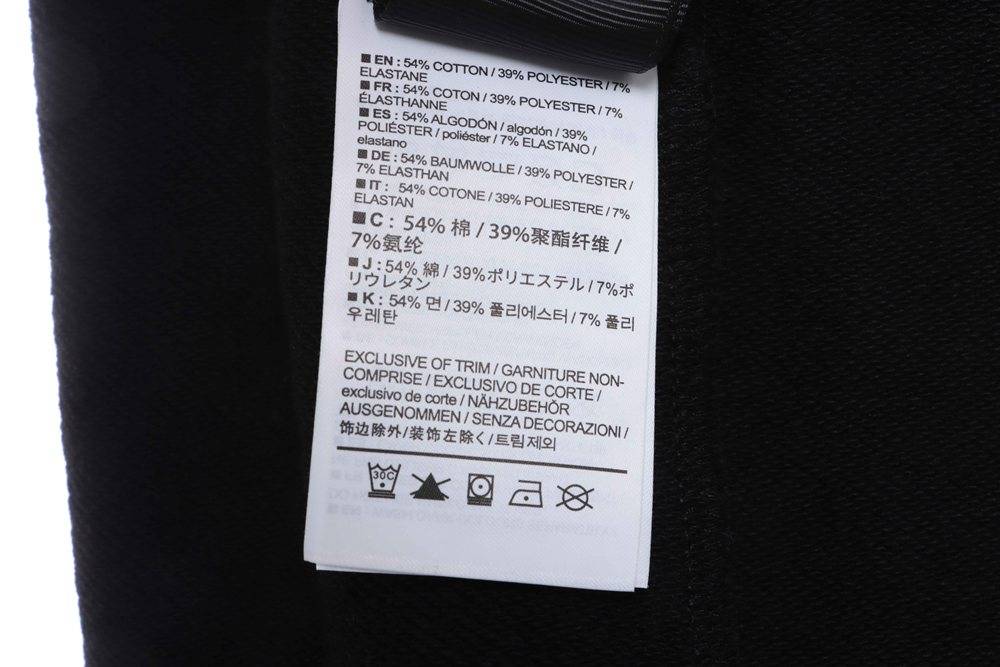 ■ EN : 54% COTTON / 39% POLYESTER / 7%
ELASTANE
■ FR : 54% COTON / 39% POLYESTER / 7%
ÉLASTHANNE
■ ES : 54% ALGODÓN / algodón / 39%
POLIÉSTER / poliéster / 7% ELASTANO /
elastano
■ DE : 54% BAUMWOLLE / 39% POLYESTER /
7% ELASTHAN
■ IT : 54% COTONE / 39% POLIESTERE / 7%
ELASTAN
■ C : 54% 棉 / 39%聚酯纤维 /
7%氨纶
■ J : 54% 綿 / 39%ポリエステル / 7%ポ
リウレタン
■ K : 54% 면 / 39% 폴리에스터 / 7% 폴리
우레탄
EXCLUSIVE OF TRIM / GARNITURE NON-
COMPRISE / EXCLUSIVO DE CORTE /
exclusivo de corte / NÄHZUBEHŎR
AUSGENOMMEN / SENZA DECORAZIONI /
饰边除外/装饰左除く/트림제외
30C